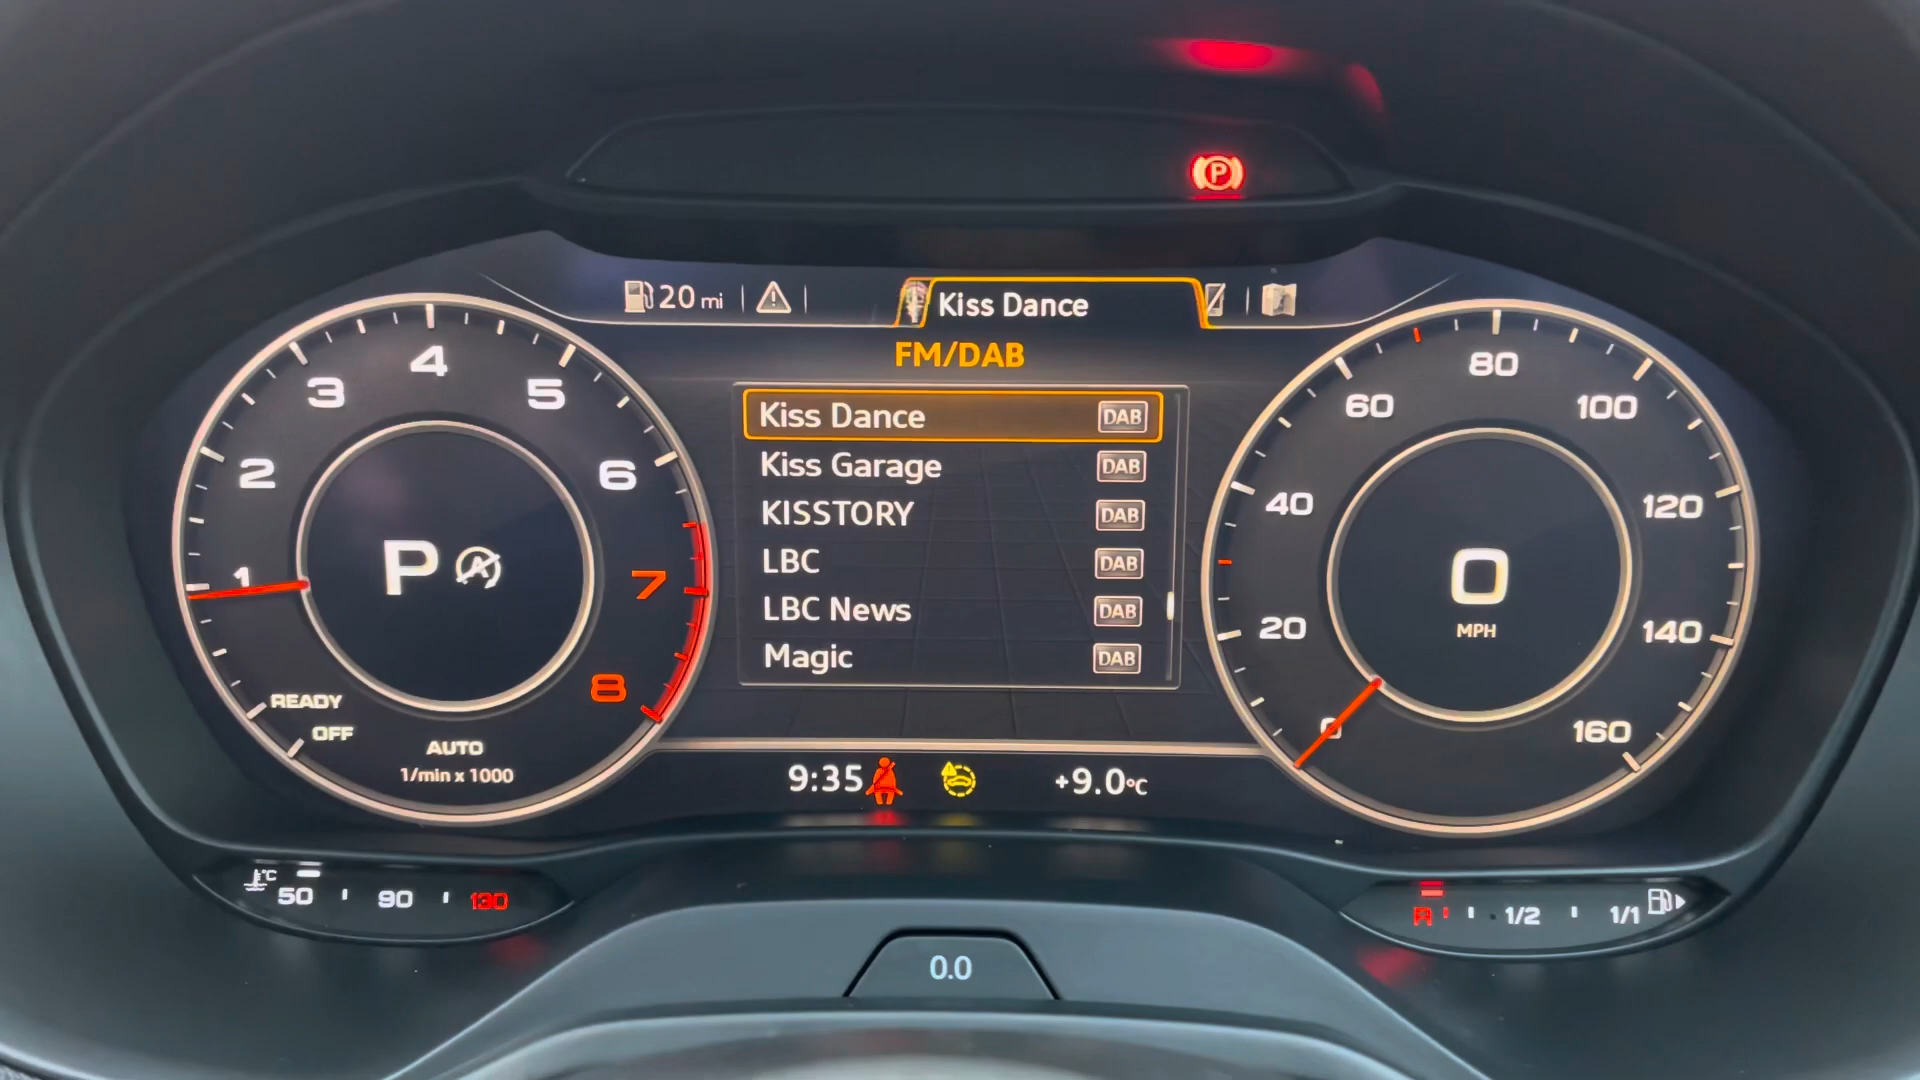 P
20 mi
Kiss Dance
FM/DAB
Kiss Dance DAB
Kiss Garage DAB
KISSTORY DAB
LBC DAB
LBC News DAB
Magic DAB
1 2 3 4 5 6 7 8
P A
READY
OFF
AUTO
1/min x 1000
0 20 40 60 80 100 120 140 160
0
MPH
9:35
+9.0°C
°C 50 90 130
R 1/2 1/1
0.0